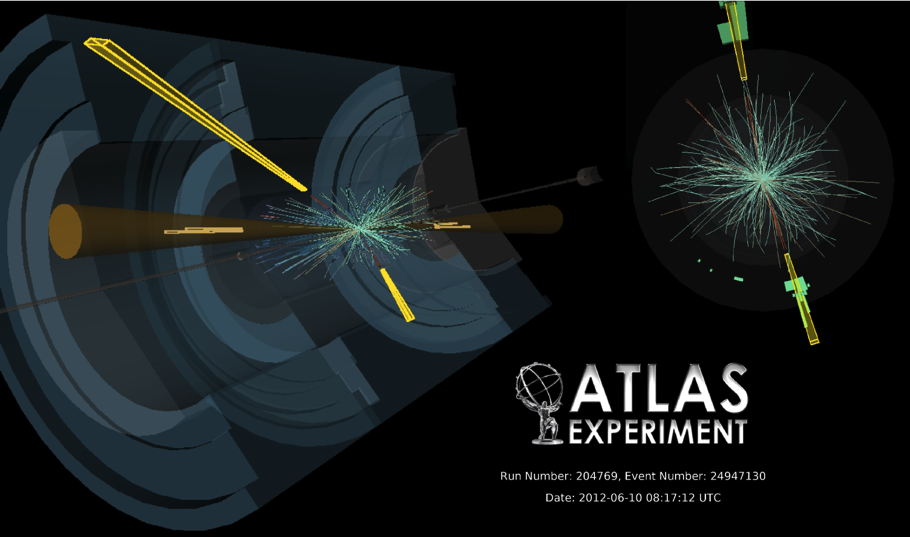 ATLAS
EXPERIMENT
Run Number: 204769, Event Number: 24947130
Date: 2012-06-10 08:17:12 UTC